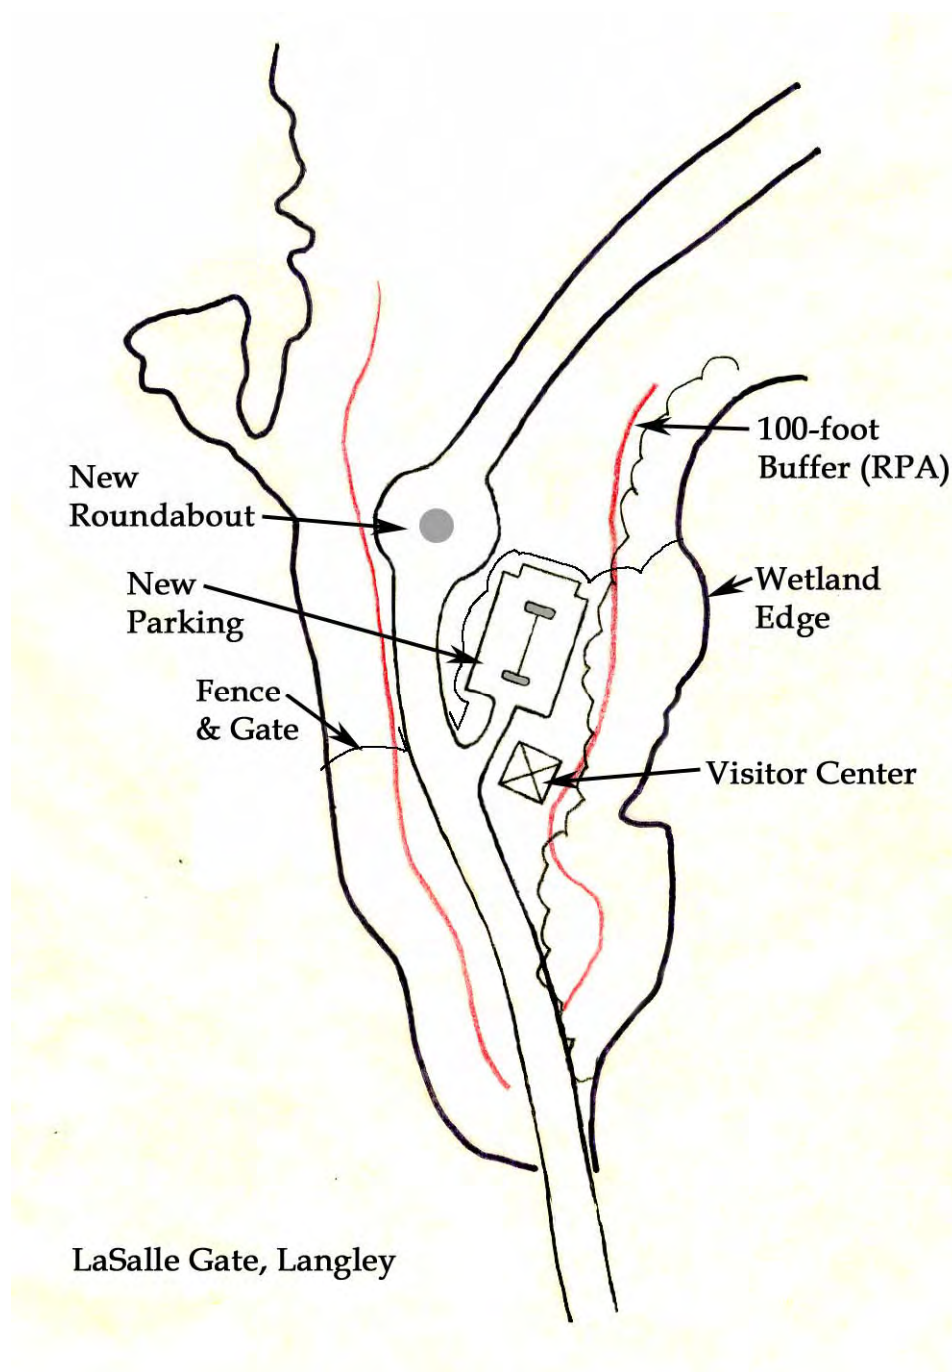 100-foot
Buffer (RPA)
New
Roundabout
New
Parking
Wetland
Edge
Fence
& Gate
Visitor Center
LaSalle Gate, Langley